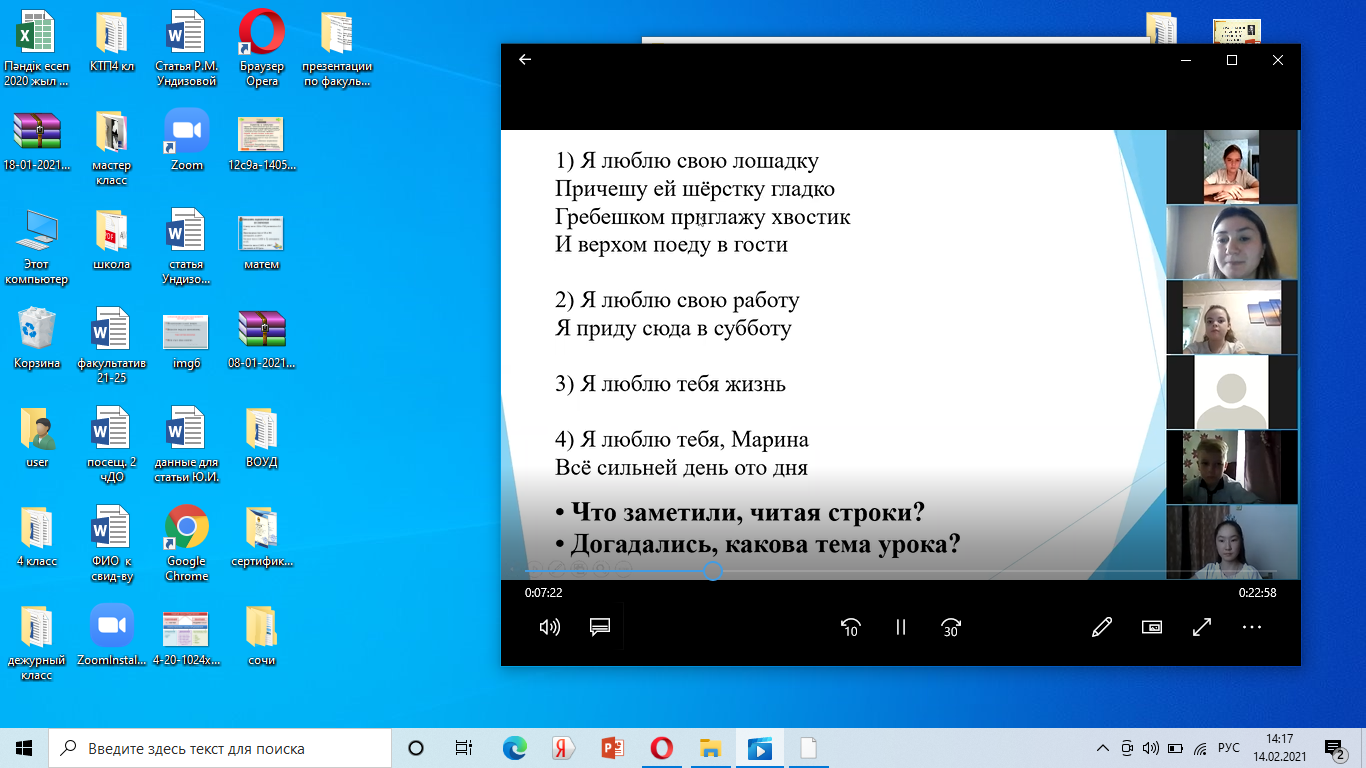 Пәндік есеп
2020 жыл ...
КТП4 кл
Статья Р.М.
Ундизовой
Браузер
Opera
презентации
по факуль...
18-01-2021...
мастер
класс
Zoom
12c9a-1405...
Этот
компьютер
школа
статья
Ундизо...
матем
Корзина
факультатив
21-25
img6
08-01-2021...
user
посещ. 2
чДО
данные для
статьи Ю.И.
ВОУД
4 класс
ФИО к
свид-ву
Google
Chrome
сертифик...
дежурный
класс
ZoomInstal...
4-20-1024x...
сочи
1) Я люблю свою лошадку
Причешу ей шёрстку гладко
Гребешком приглажу хвостик
И верхом поеду в гости
2) Я люблю свою работу
Я приду сюда в субботу
3) Я люблю тебя жизнь
4) Я люблю тебя, Марина
Всё сильней день ото дня
• Что заметили, читая строки?
• Догадались, какова тема урока?
0:07:22
0:22:58
10
30
Введите здесь текст для поиска
РУС
14:17
14.02.2021
2